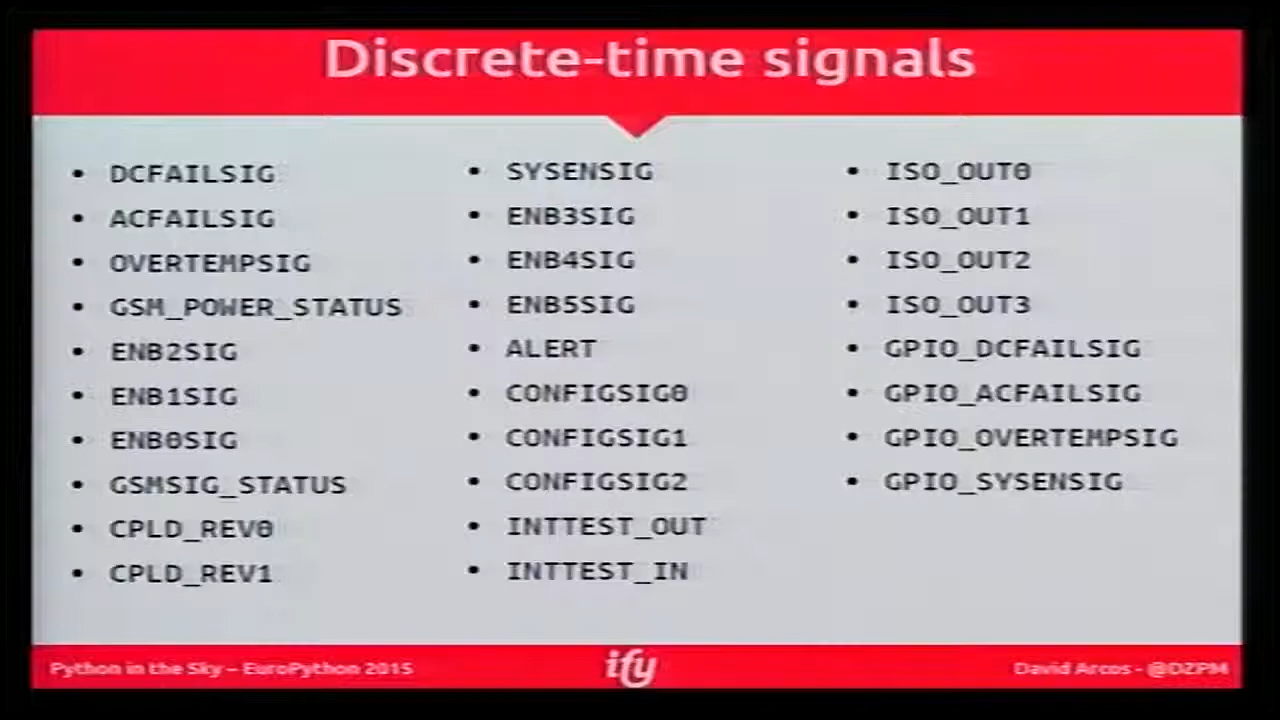 Discrete-time signals
• DCFAILSIG
• ACFAILSIG
• OVERTEMPSIG
• GSM_POWER_STATUS
• ENB2SIG
• ENB1SIG
• ENB0SIG
• GSMSIG_STATUS
• CPLD_REV0
• CPLD_REV1
• SYSENSIG
• ENB3SIG
• ENB4SIG
• ENB5SIG
• ALERT
• CONFIGSIG0
• CONFIGSIG1
• CONFIGSIG2
• INTTEST_OUT
• INTTEST_IN
• ISO_OUT0
• ISO_OUT1
• ISO_OUT2
• ISO_OUT3
• GPIO_DCFAILSIG
• GPIO_ACFAILSIG
• GPIO_OVERTEMPSIG
• GPIO_SYSENSIG
Python in the Sky – EuroPython 2015
ify
David Arcos - @DZPM